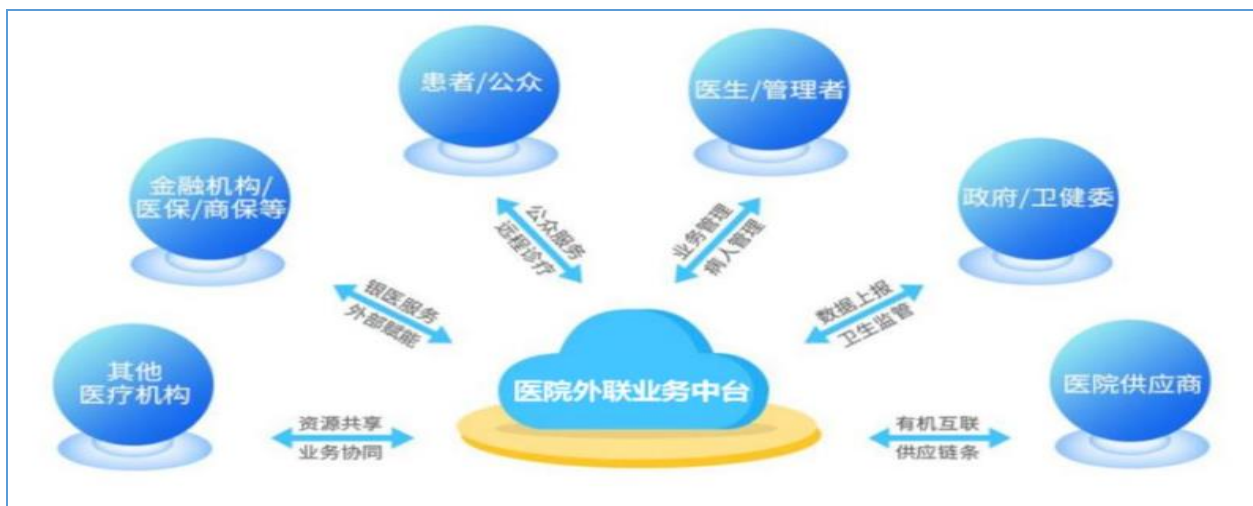 患者/公众
医生/管理者
金融机构/
医保/商保等
政府/卫健委
公众服务
远程诊疗
业务管理
病人管理
银医服务
外部赋能
数据上报
卫生监管
其他
医疗机构
医院外联业务中台
医院供应商
资源共享
业务协同
有机互联
供应链条